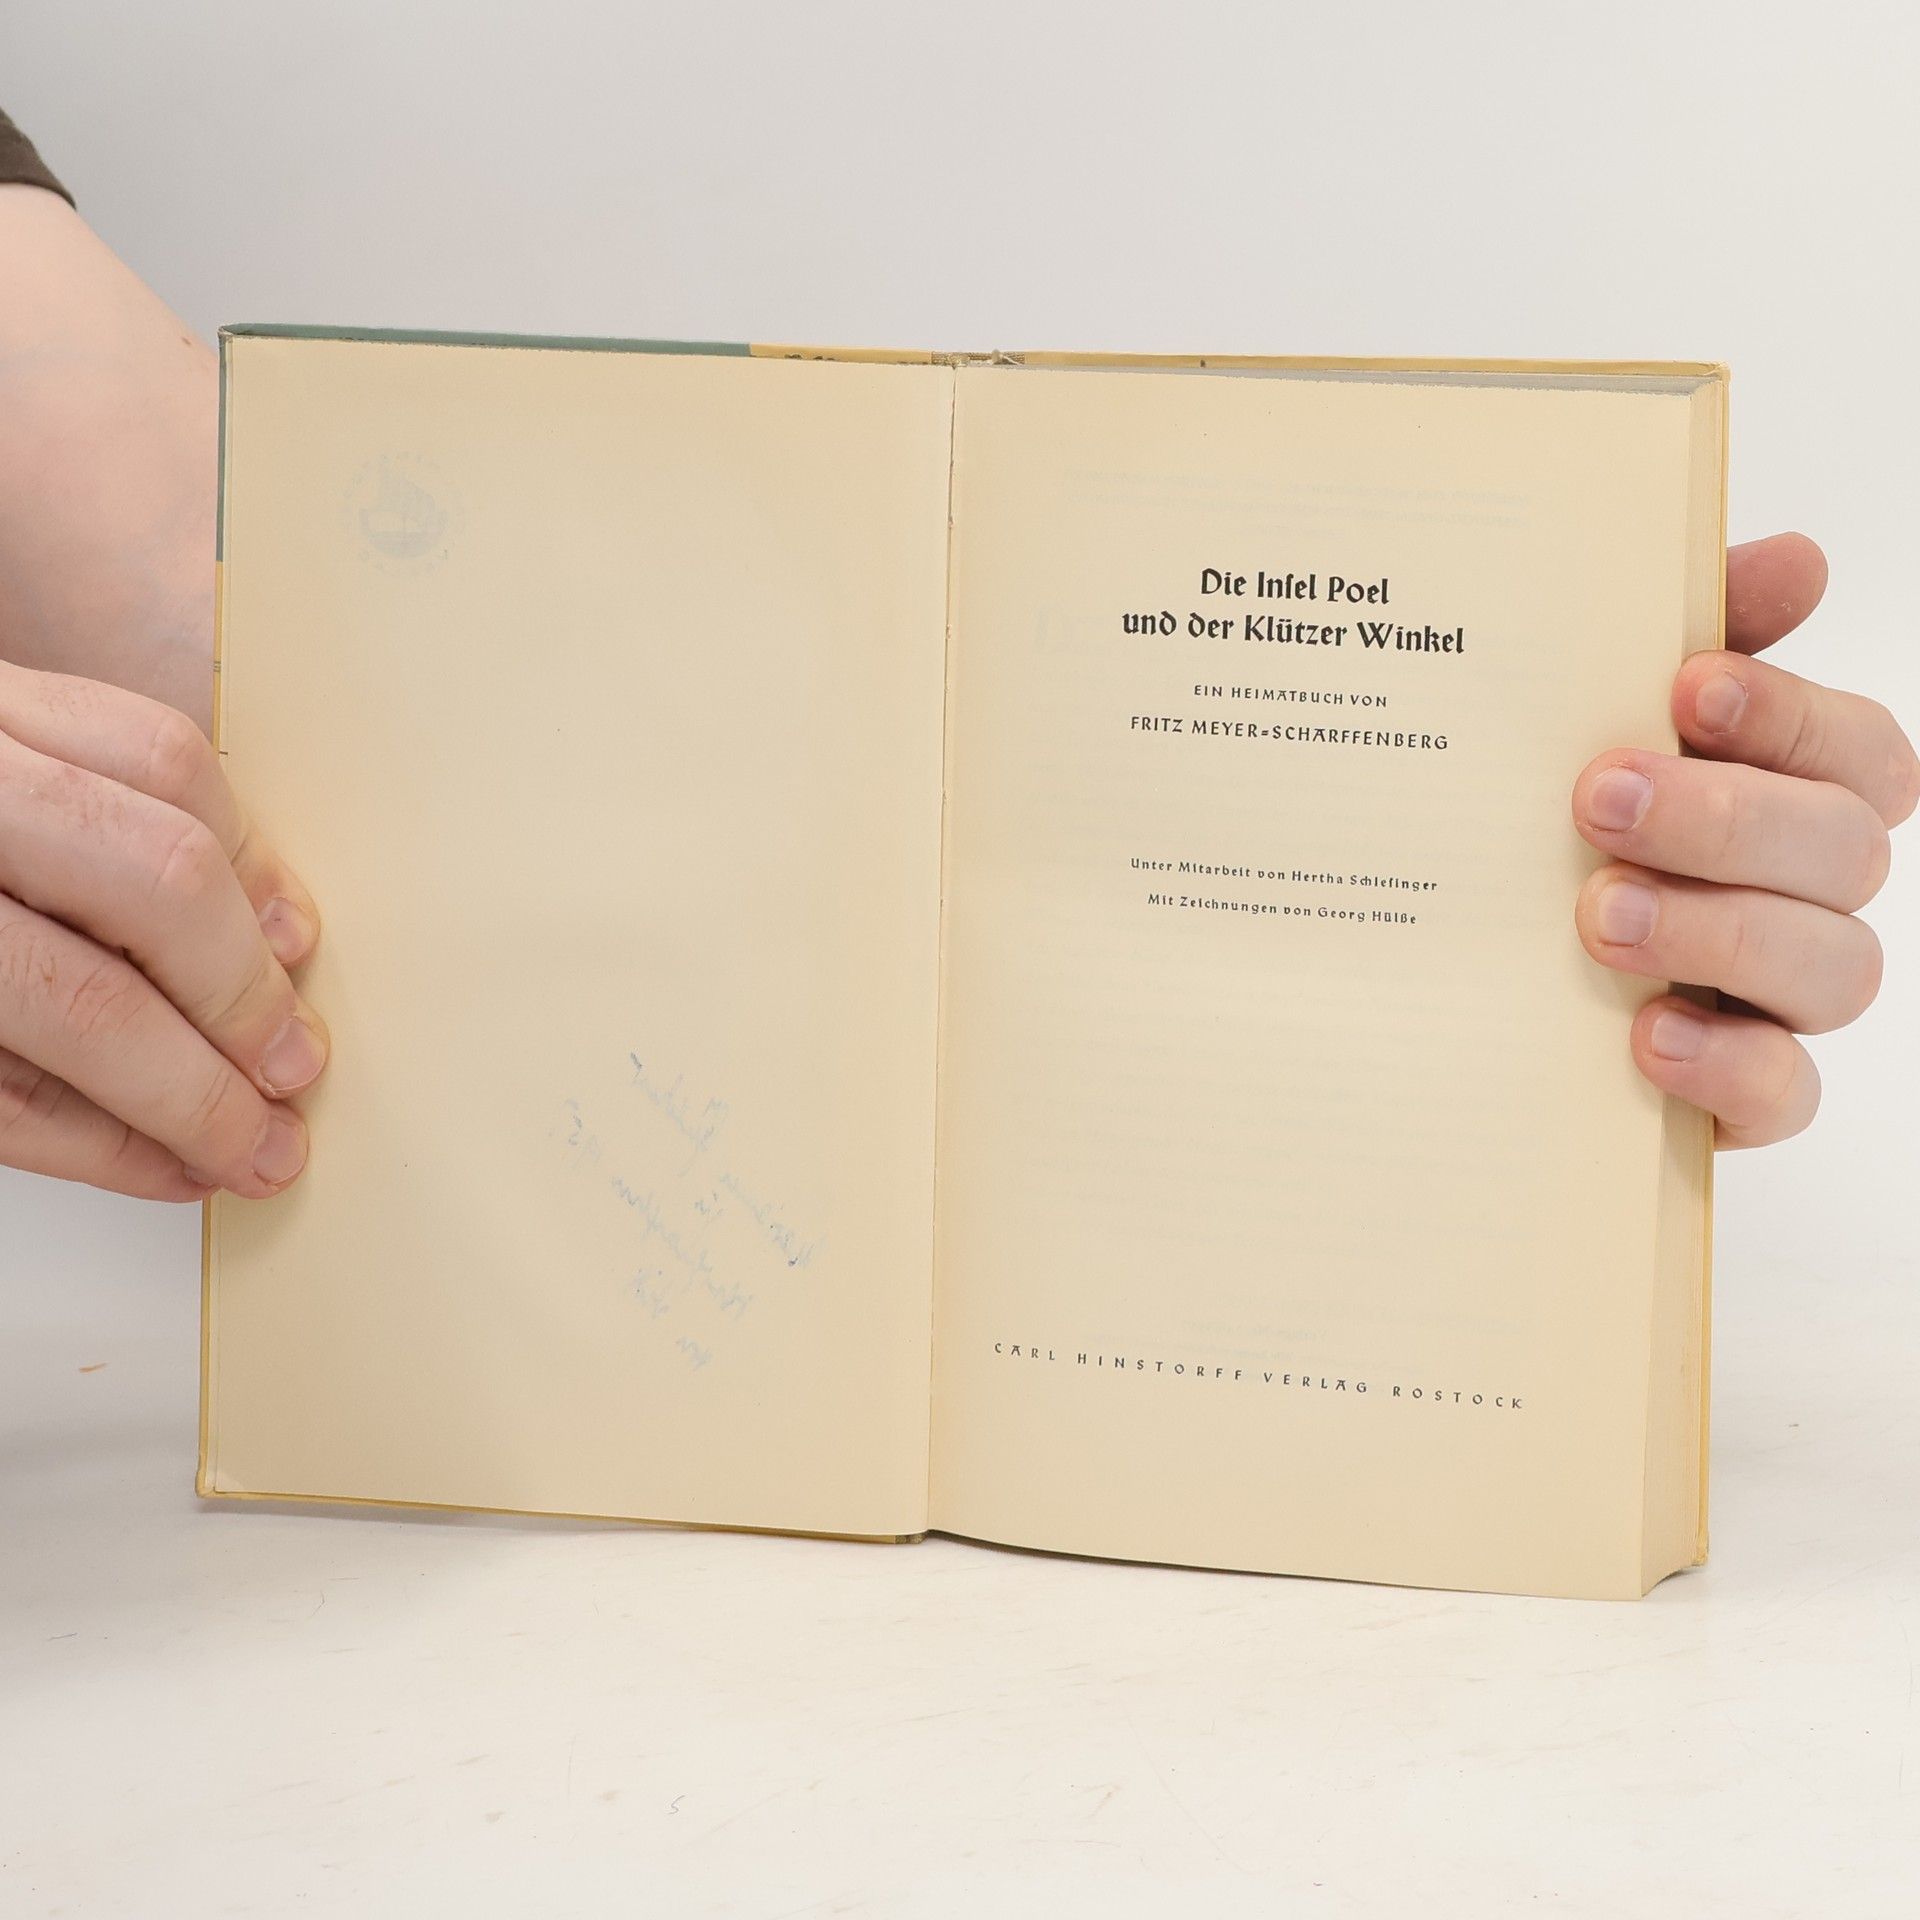 Die Inſel Poel
und der Klützer Winkel
EIN HEIMATBUCH VON
FRITZ MEYER=SCHARFFENBERG
Unter Mitarbeit von Hertha Schleſinger
Mit Zeichnungen von Georg Hülße
CARL HINSTORFF VERLAG ROSTOCK